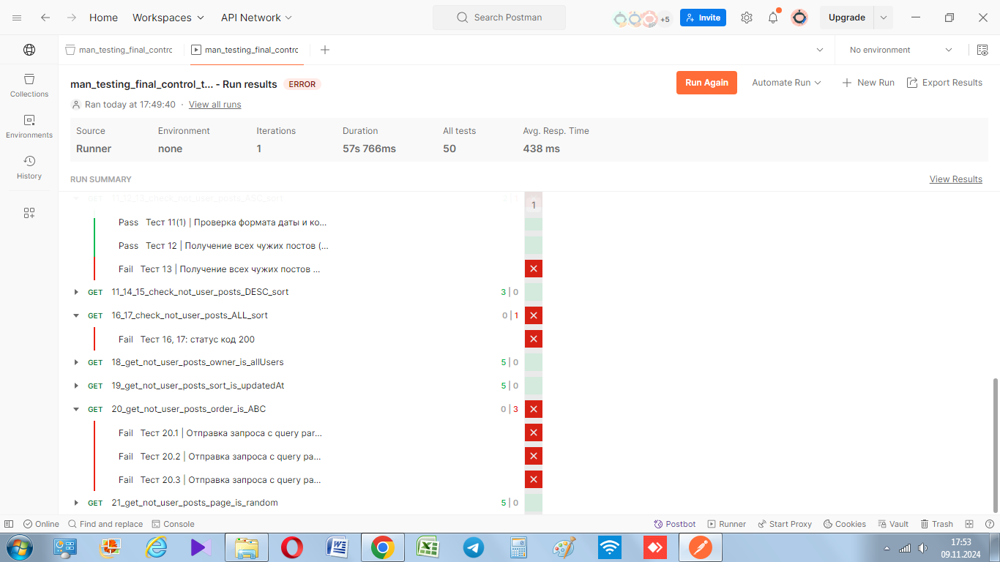 Home Workspaces API Network Search Postman +5 Invite Upgrade
man_testing_final_contrc man_testing_final_contrc No environment
man_testing_final_control_t... - Run results ERROR Run Again Automate Run New Run Export Results
Ran today at 17:49:40 · View all runs
Collections
Environments
History
Source Environment Iterations Duration All tests Avg. Resp. Time
Runner none 1 57s 766ms 50 438 ms
RUN SUMMARY View Results
GET 11_12_13_check_not_user_posts_ASC_sort 1
Pass Тест 11(1) | Проверка формата даты и ко...
Pass Тест 12 | Получение всех чужих постов (...
Fail Тест 13 | Получение всех чужих постов ...
GET 11_14_15_check_not_user_posts_DESC_sort 3 | 0
GET 16_17_check_not_user_posts_ALL_sort 0 | 1
Fail Тест 16, 17: статус код 200
GET 18_get_not_user_posts_owner_is_allUsers 5 | 0
GET 19_get_not_user_posts_sort_is_updatedAt 5 | 0
GET 20_get_not_user_posts_order_is_ABC 0 | 3
Fail Тест 20.1 | Отправка запроса с query par...
Fail Тест 20.2 | Отправка запроса с query pa...
Fail Тест 20.3 | Отправка запроса с query pa...
GET 21_get_not_user_posts_page_is_random 5 | 0
Online Find and replace Console Postbot Runner Start Proxy Cookies Vault Trash
17:53
09.11.2024